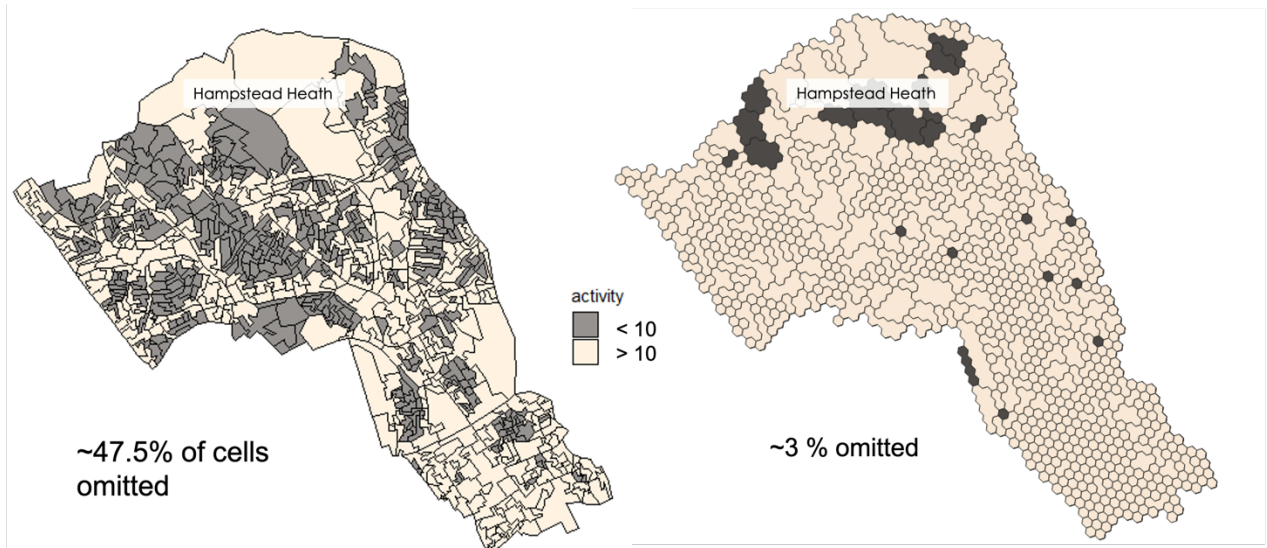 Hampstead Heath
Hampstead Heath
activity
< 10
> 10
~47.5% of cells
omitted
~3 % omitted